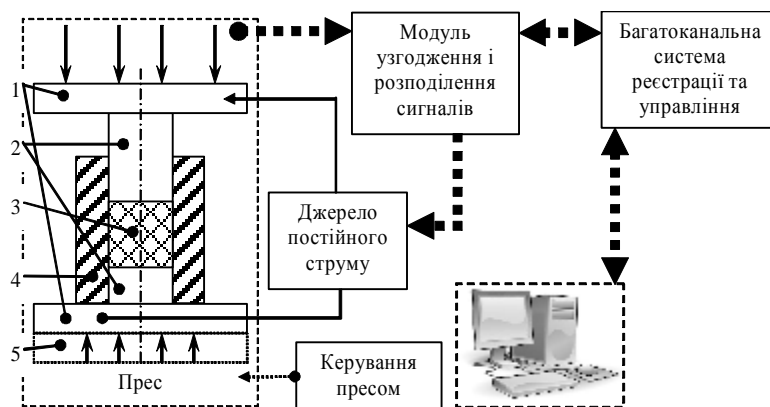 Модуль
узгодження і
розподілення
сигналів
Багатоканальна
система
реєстрації та
управління
1
2
3
4
5
Джерело
постійного
струму
Прес
Керування
пресом